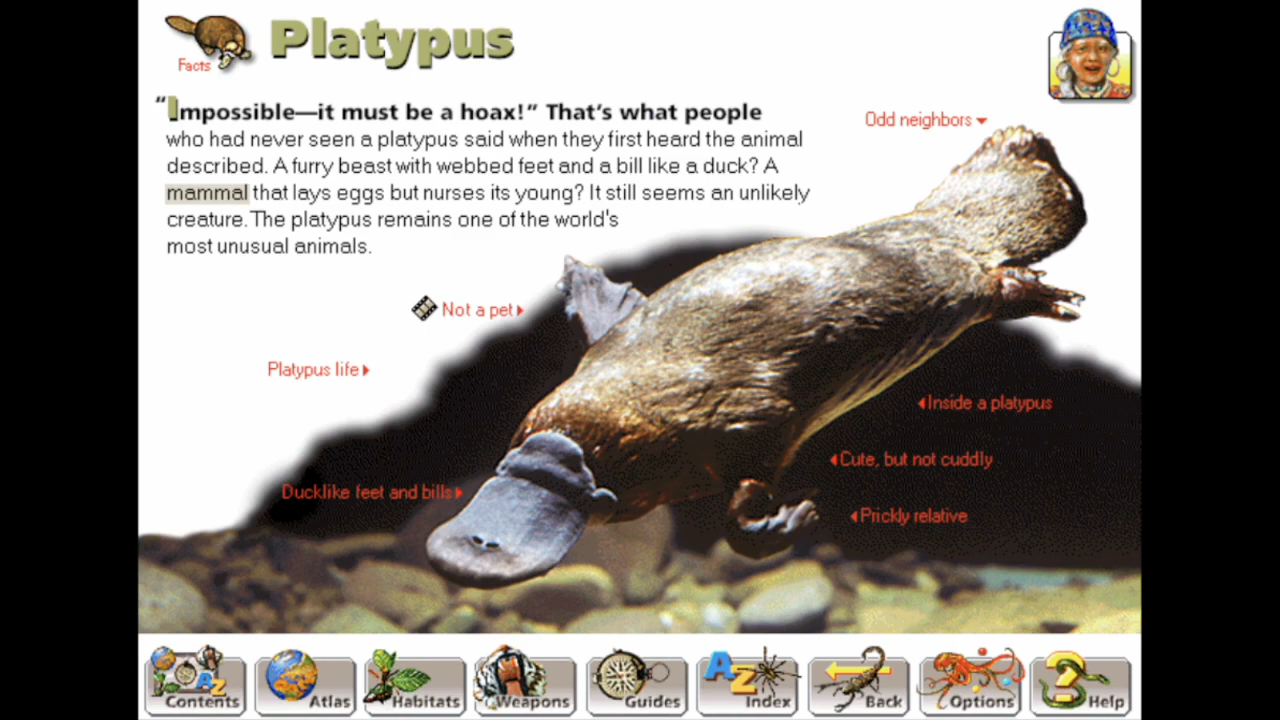 Platypus
Facts
“Impossible—it must be a hoax!” That’s what people
who had never seen a platypus said when they first heard the animal
described. A furry beast with webbed feet and a bill like a duck? A
mammal that lays eggs but nurses its young? It still seems an unlikely
creature. The platypus remains one of the world's
most unusual animals.
Odd neighbors
Not a pet
Platypus life
Inside a platypus
Cute, but not cuddly
Ducklike feet and bills
Prickly relative
Contents
Atlas
Habitats
Weapons
Guides
AZ Index
Back
Options
? Help